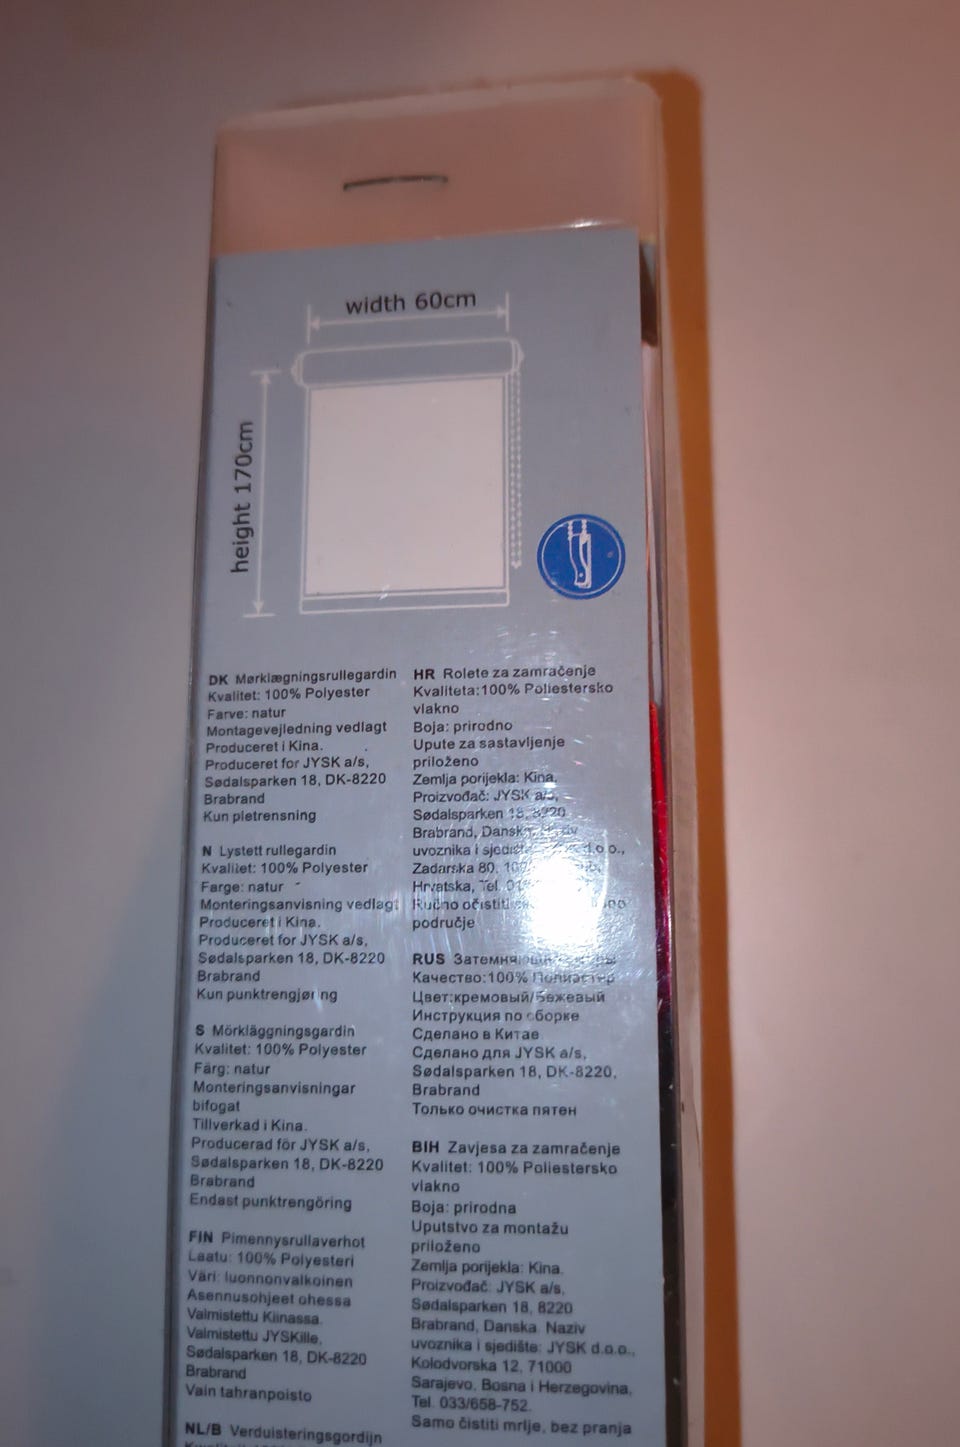 width 60cm
height 170cm
DK Mørklægningsrullegardin
Kvalitet: 100% Polyester
Farve: natur
Montagevejledning vedlagt
Produceret i Kina.
Produceret for JYSK a/s,
Sødalsparken 18, DK-8220
Brabrand
Kun pletrensning
N Lystett rullegardin
Kvalitet: 100% Polyester
Farge: natur
Monteringsanvisning vedlagt
Produceret i Kina.
Produceret for JYSK a/s,
Sødalsparken 18, DK-8220
Brabrand
Kun punktrengjøring
S Mörkläggningsgardin
Kvalitet: 100% Polyester
Färg: natur
Monteringsanvisningar
bifogat
Tillverkad i Kina.
Producerad för JYSK a/s,
Sødalsparken 18, DK-8220
Brabrand
Endast punktrengöring
FIN Pimennysrullaverhot
Laatu: 100% Polyesteri
Väri: luonnonvalkoinen
Asennusohjeet ohessa
Valmistettu Kiinassa.
Valmistettu JYSKille,
Sødalsparken 18, DK-8220
Brabrand
Vain tahranpoisto
NL/B Verduisteringsgordijn
HR Rolete za zamračenje
Kvaliteta:100% Poliestersko
vlakno
Boja: prirodno
Upute za sastavljenje
priloženo
Zemlja porijekla: Kina.
Proizvođač: JYSK a/s,
Sødalsparken 18, 8220
Brabrand, Danska.
uvoznika i d.o.o.,
Zadarska 80,
Hrvatska, Tel.
Ručno očistiti
područje
RUS
Качество:100% Полиэстер
Цвет:кремовый/Бежевый
Инструкция по сборке
Сделано в Китае
Сделано для JYSK a/s,
Sødalsparken 18, DK-8220,
Brabrand
Только очистка пятен
BIH Zavjesa za zamračenje
Kvalitet: 100% Poliestersko
vlakno
Boja: prirodna
Uputstvo za montažu
priloženo
Zemlja porijekla: Kina.
Proizvođač: JYSK a/s,
Sødalsparken 18, 8220
Brabrand, Danska. Naziv
uvoznika i sjedište: JYSK d.o.o.,
Kolodvorska 12, 71000
Sarajevo, Bosna i Herzegovina,
Tel. 033/658-752.
Samo čistiti mrlje, bez pranja